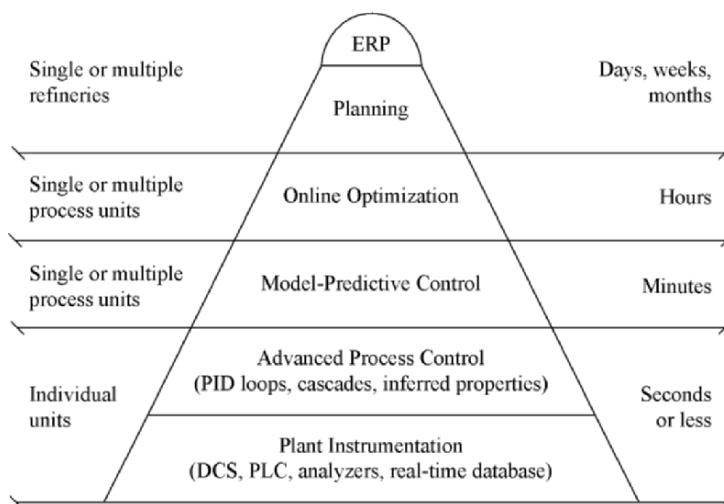 ERP
Single or multiple
refineries
Planning
Days, weeks,
months
Single or multiple
process units
Online Optimization
Hours
Single or multiple
process units
Model-Predictive Control
Minutes
Individual
units
Advanced Process Control
(PID loops, cascades, inferred properties)
Plant Instrumentation
(DCS, PLC, analyzers, real-time database)
Seconds
or less